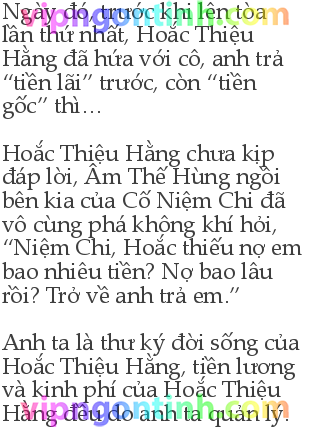 vipngontinh.com
Ngày đó, trước khi lên tòa
lần thứ nhất, Hoắc Thiệu
Hằng đã hứa với cô, anh trả
“tiền lãi” trước, còn “tiền
gốc” thì…
Hoắc Thiệu Hằng chưa kịp
đáp lời, Âm Thế Hùng ngồi
bên kia của Cố Niệm Chi đã
vô cùng phá không khí hỏi,
“Niệm Chi, Hoắc thiếu nợ em
bao nhiêu tiền? Nợ bao lâu
rồi? Trở về anh trả em.”
Anh ta là thư ký đời sống của
Hoắc Thiệu Hằng, tiền lương
và kinh phí của Hoắc Thiệu
Hằng đều do anh ta quản lý.
vipngontinh.com